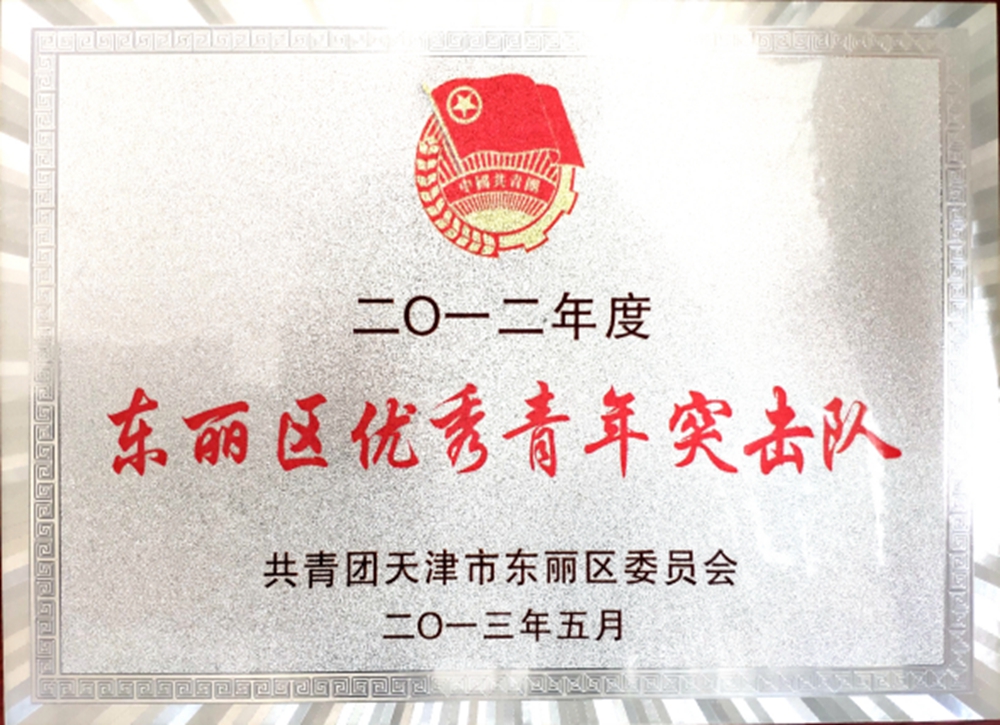 中國共青團
二〇一二年度
东丽区优秀青年突击队
共青团天津市东丽区委员会
二〇一三年五月